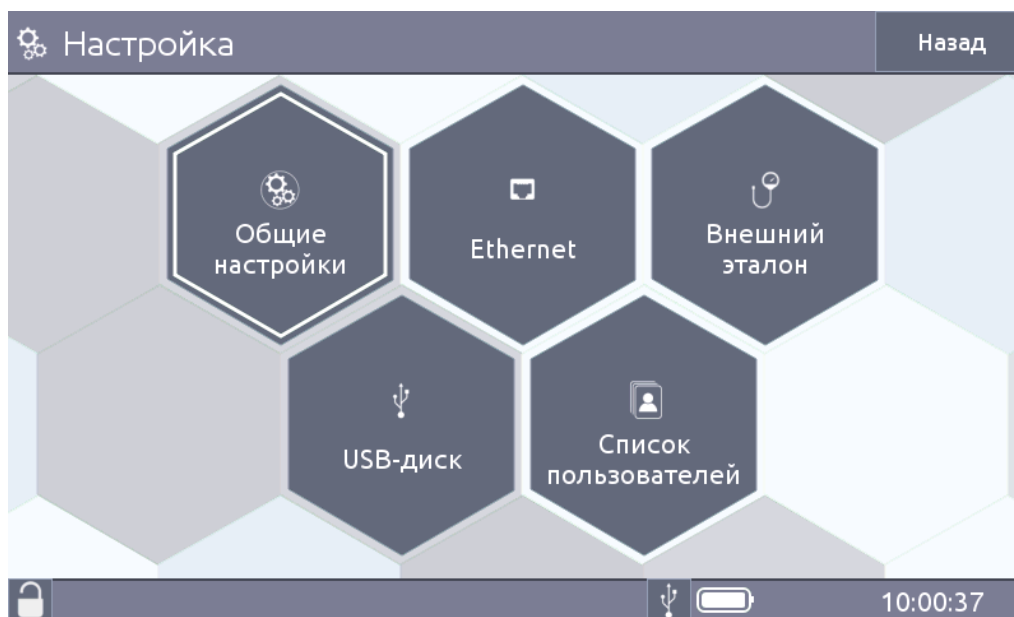 Настройка
Назад
Общие
настройки
Ethernet
Внешний
эталон
USB-диск
Список
пользователей
10:00:37